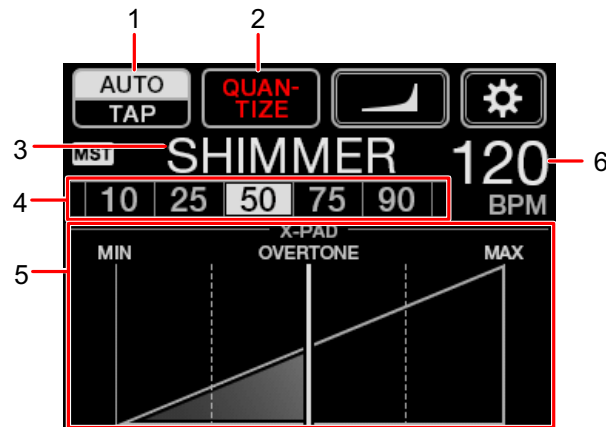 1 2
AUTO
TAP
QUAN-
TIZE
3 MST SHIMMER 120 6
4 10 25 50 75 90 BPM
5
X-PAD
MIN OVERTONE MAX